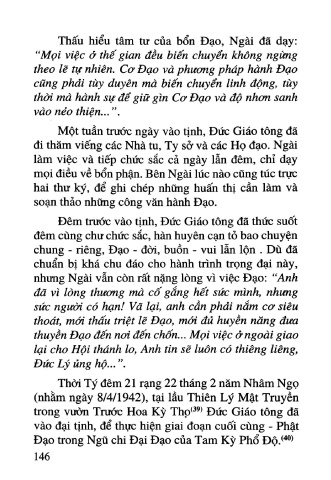 Thấu hiểu tâm tư của bổn Đạo, Ngài đã dạy:
“Mọi việc ở thế gian đều biến chuyển không ngừng
theo lẽ tự nhiên. Cơ Đạo và phương pháp hành Đạo
cũng phải tùy duyên mà biến chuyển linh động, tùy
thời mà hành sự để giữ gìn Cơ Đạo và độ nhơn sanh
vào nẻo thiện...”.
Một tuần trước ngày vào tịnh, Đức Giáo tông đã
đi thăm viếng các Nhà tu, Ty sở và các Họ đạo. Ngài
làm việc và tiếp chức sắc cả ngày lẫn đêm, chỉ dạy
mọi điều về bổn phận. Bên Ngài lúc nào cũng túc trực
hai thư ký, để ghi chép những huấn thị cần làm và
soạn thảo những công văn hành Đạo.
Đêm trước vào tịnh, Đức Giáo tông đã thức suốt
đêm cùng chư chức sắc, hàn huyên cạn tỏ bao chuyện
chung - riêng, Đạo - đời, buồn - vui lẫn lộn . Dù đã
chuẩn bị khá chu đáo cho hành trình trọng đại này,
nhưng Ngài vẫn còn rất nặng lòng vì việc Đạo: “Anh
đã vì lòng thương mà cố gắng hết sức mình, nhưng
sức người có hạn! Vả lại, anh cần phải nắm cơ siêu
thoát, mới thấu triệt lẽ Đạo, mới đủ huyền năng đưa
thuyền Đạo đến nơi đến chốn... Mọi việc ở ngoài giao
lại cho Hội thánh lo, Anh tin sẽ luôn có thiêng liêng,
Đức Lý ủng hộ...”.
Thời Tý đêm 21 rạng 22 tháng 2 năm Nhâm Ngọ
(nhằm ngày 8/4/1942), tại lầu Thiên Lý Mật Truyền
trong vườn Trước Hoa Kỳ Thọ(39) Đức Giáo tông đã
vào đại tịnh, để thực hiện giai đoạn cuối cùng - Phật
Đạo trong Ngũ chi Đại Đạo của Tam Kỳ Phổ Độ.(40)
146